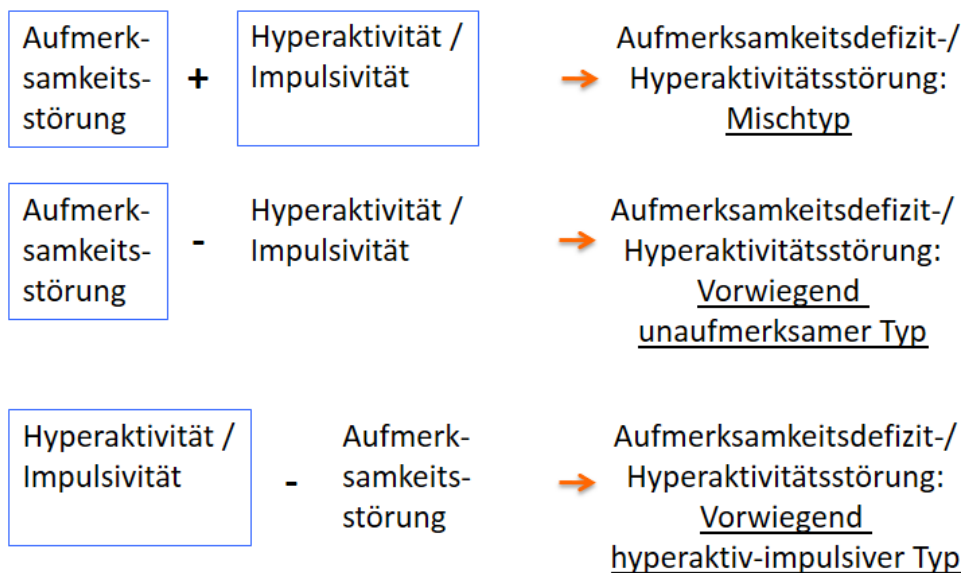 Aufmerk-
samkeits-
störung
+
Hyperaktivität /
Impulsivität
→
Aufmerksamkeitsdefizit-/
Hyperaktivitätsstörung:
Mischtyp
Aufmerk-
samkeits-
störung
-
Hyperaktivität /
Impulsivität
→
Aufmerksamkeitsdefizit-/
Hyperaktivitätsstörung:
Vorwiegend
unaufmerksamer Typ
Hyperaktivität /
Impulsivität
-
Aufmerk-
samkeits-
störung
→
Aufmerksamkeitsdefizit-/
Hyperaktivitätsstörung:
Vorwiegend
hyperaktiv-impulsiver Typ